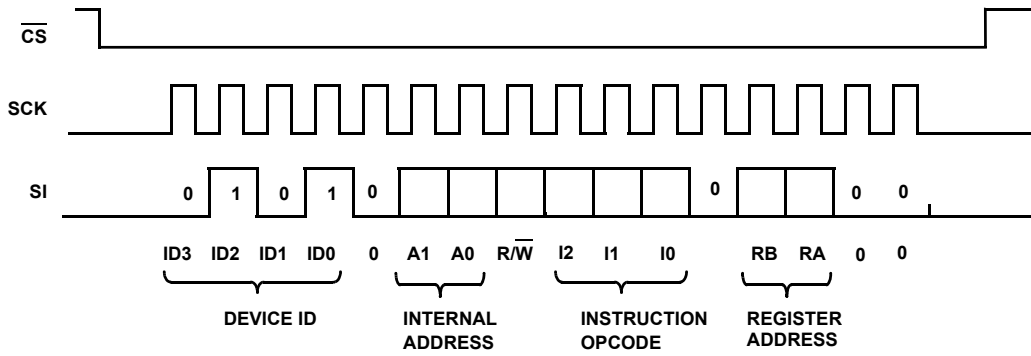 CS
SCK
SI
0 1 0 1 0 0 0 0
ID3 ID2 ID1 ID0 0 A1 A0 R/W I2 I1 I0 RB RA 0 0
DEVICE ID
INTERNAL
ADDRESS
INSTRUCTION
OPCODE
REGISTER
ADDRESS